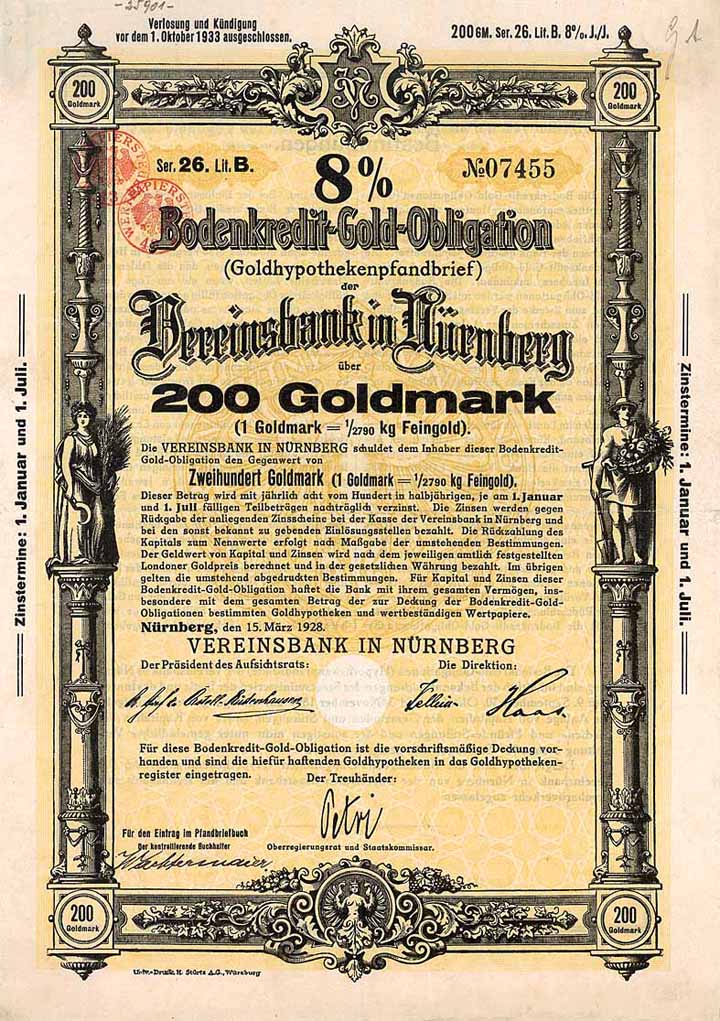 -25901-
Verlosung und Kündigung
vor dem 1. Oktober 1933 ausgeschlossen.
200 GM. Ser. 26. Lit. B. 8%. J./J.
200
Goldmark
200
Goldmark
Ser. 26. Lit. B.
8%
№07455
Bodenkredit-Gold-Obligation
(Goldhypothekenpfandbrief)
der
Vereinsbank in Nürnberg
über
200 Goldmark
(1 Goldmark = 1/2790 kg Feingold).
Die VEREINSBANK IN NÜRNBERG schuldet dem Inhaber dieser Bodenkredit-
Gold-Obligation den Gegenwert von
Zweihundert Goldmark (1 Goldmark = 1/2790 kg Feingold).
Dieser Betrag wird mit jährlich acht vom Hundert in halbjährigen, je am 1. Januar
und 1. Juli fälligen Teilbeträgen nachträglich verzinst. Die Zinsen werden gegen
Rückgabe der anliegenden Zinsscheine bei der Kasse der Vereinsbank in Nürnberg und
bei den sonst bekannt zu gebenden Einlösungsstellen bezahlt. Die Rückzahlung des
Kapitals zum Nennwerte erfolgt nach Maßgabe der umstehenden Bestimmungen.
Der Geldwert von Kapital und Zinsen wird nach dem jeweiligen amtlich festgestellten
Londoner Goldpreis berechnet und in der gesetzlichen Währung bezahlt. Im übrigen
gelten die umstehend abgedruckten Bestimmungen. Für Kapital und Zinsen dieser
Bodenkredit-Gold-Obligation haftet die Bank mit ihrem gesamten Vermögen, ins-
besondere mit dem gesamten Betrag der zur Deckung der Bodenkredit-Gold-
Obligationen bestimmten Goldhypotheken und wertbeständigen Wertpapiere.
Nürnberg, den 15. März 1928.
VEREINSBANK IN NÜRNBERG
Der Präsident des Aufsichtsrats:
Die Direktion:
Haas.
Für diese Bodenkredit-Gold-Obligation ist die vorschriftsmäßige Deckung vor-
handen und sind die hiefür haftenden Goldhypotheken in das Goldhypotheken-
register eingetragen.
Der Treuhänder:
Petri
Oberregierungsrat und Staatskommissar.
Für den Eintrag im Pfandbriefbuch
Der kontrollierende Buchhalter
Wachtermaier
Zinstermine: 1. Januar und 1. Juli.
Zinstermine: 1. Januar und 1. Juli.
200
Goldmark
200
Goldmark
Univ.-Druck. H. Stürtz A.G., Würzburg